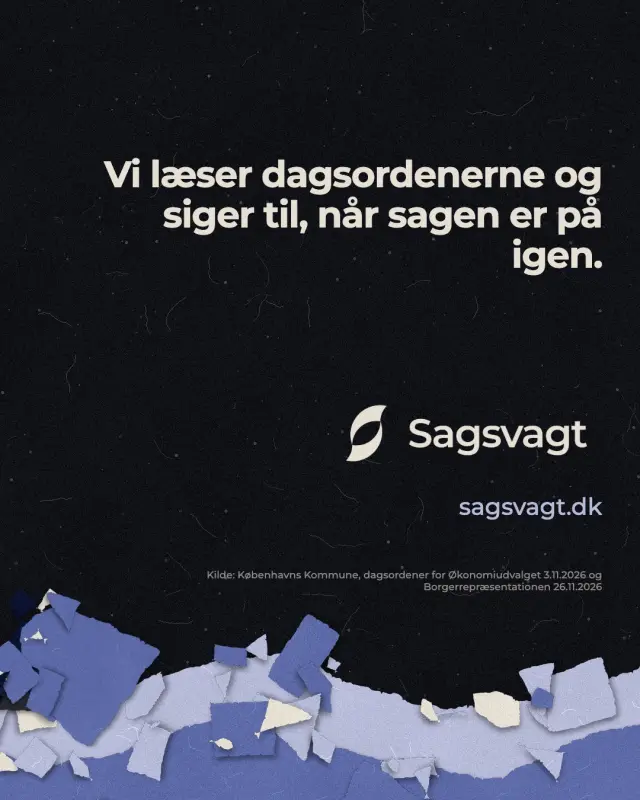 Vi læser dagsordenerne og
siger til, når sagen er på
igen.
Sagsvagt
sagsvagt.dk
Kilde: Københavns Kommune, dagsordener for Økonomiudvalget 3.11.2026 og
Borgerrepræsentationen 26.11.2026